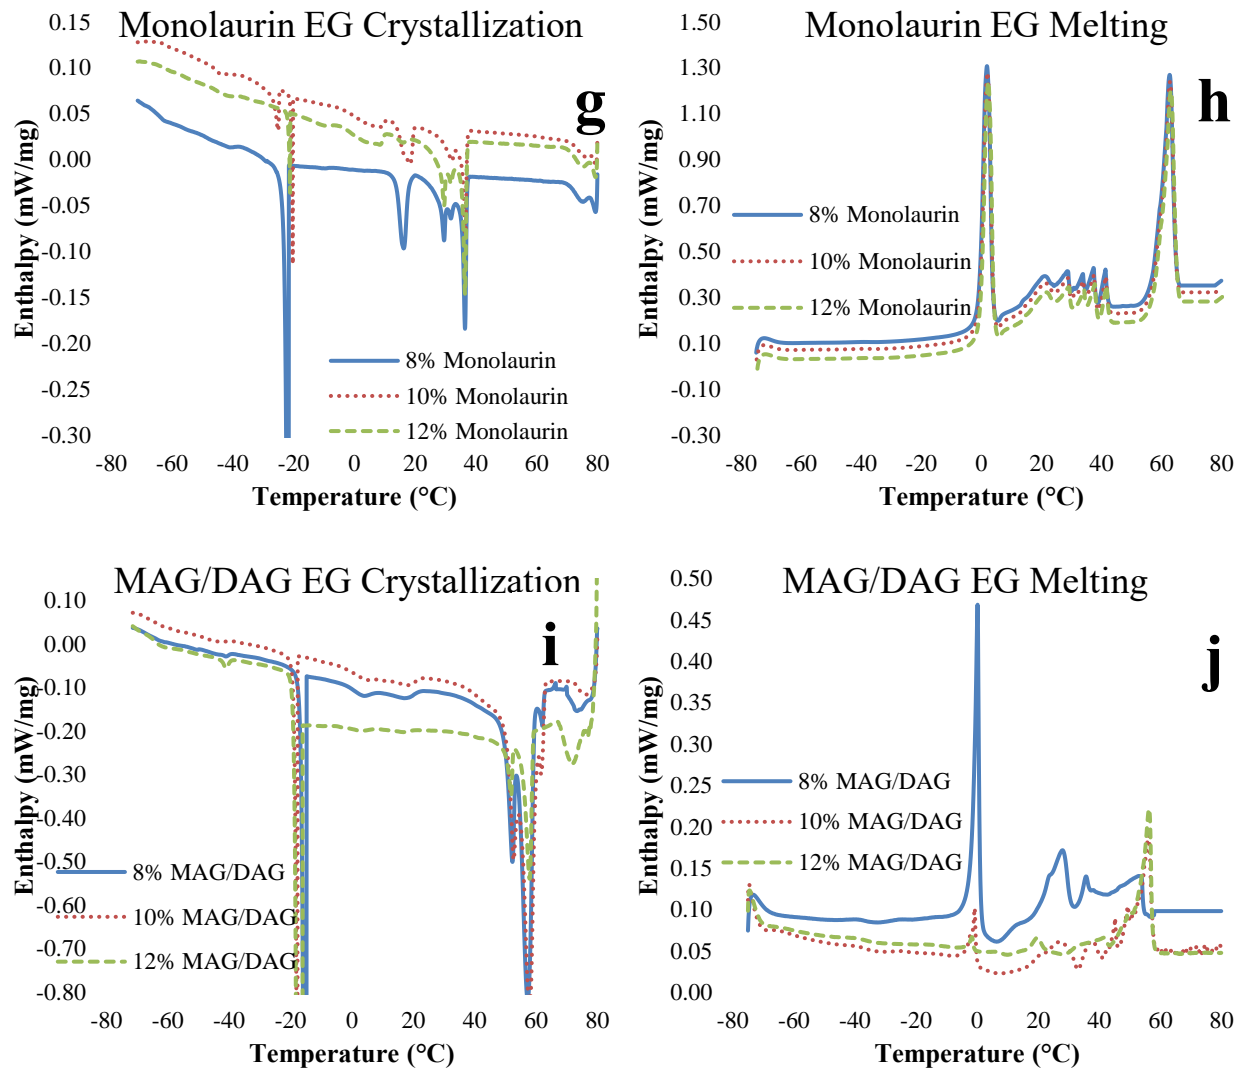 Monolaurin EG Crystallization
g
Enthalpy (mW/mg)
0.15
0.10
0.05
0.00
-0.05
-0.10
-0.15
-0.20
-0.25
-0.30
8% Monolaurin
10% Monolaurin
12% Monolaurin
-80 -60 -40 -20 0 20 40 60 80
Temperature (°C)
Monolaurin EG Melting
h
Enthalpy (mW/mg)
1.50
1.30
1.10
0.90
0.70
0.50
0.30
0.10
-0.10
-0.30
8% Monolaurin
10% Monolaurin
12% Monolaurin
-80 -60 -40 -20 0 20 40 60 80
Temperature (°C)
MAG/DAG EG Crystallization
i
Enthalpy (mW/mg)
0.10
0.00
-0.10
-0.20
-0.30
-0.40
-0.50
-0.60
-0.70
-0.80
8% MAG/DAG
10% MAG/DAG
12% MAG/DAG
-80 -60 -40 -20 0 20 40 60 80
Temperature (°C)
MAG/DAG EG Melting
j
Enthalpy (mW/mg)
0.50
0.45
0.40
0.35
0.30
0.25
0.20
0.15
0.10
0.05
0.00
8% MAG/DAG
10% MAG/DAG
12% MAG/DAG
-80 -60 -40 -20 0 20 40 60 80
Temperature (°C)